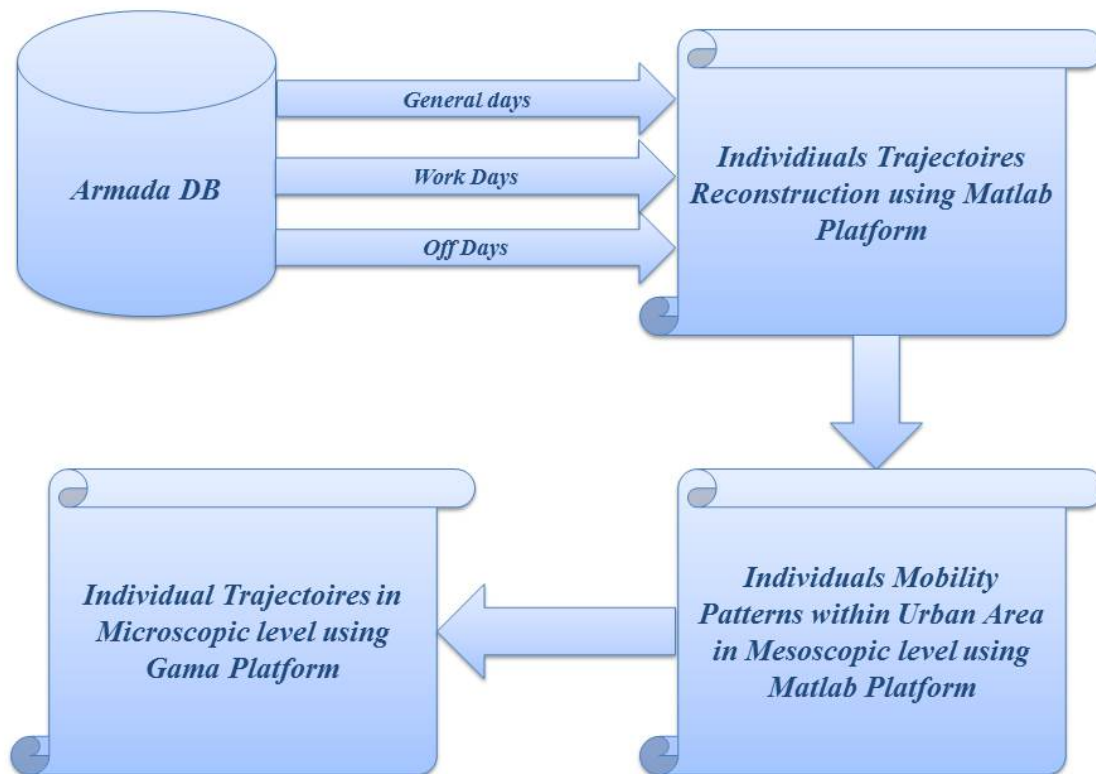 General days
Armada DB
Work Days
Off Days
Individiuals Trajectoires
Reconstruction using Matlab
Platform
Individuals Mobility
Patterns within Urban Area
in Mesoscopic level using
Matlab Platform
Individual Trajectoires in
Microscopic level using
Gama Platform